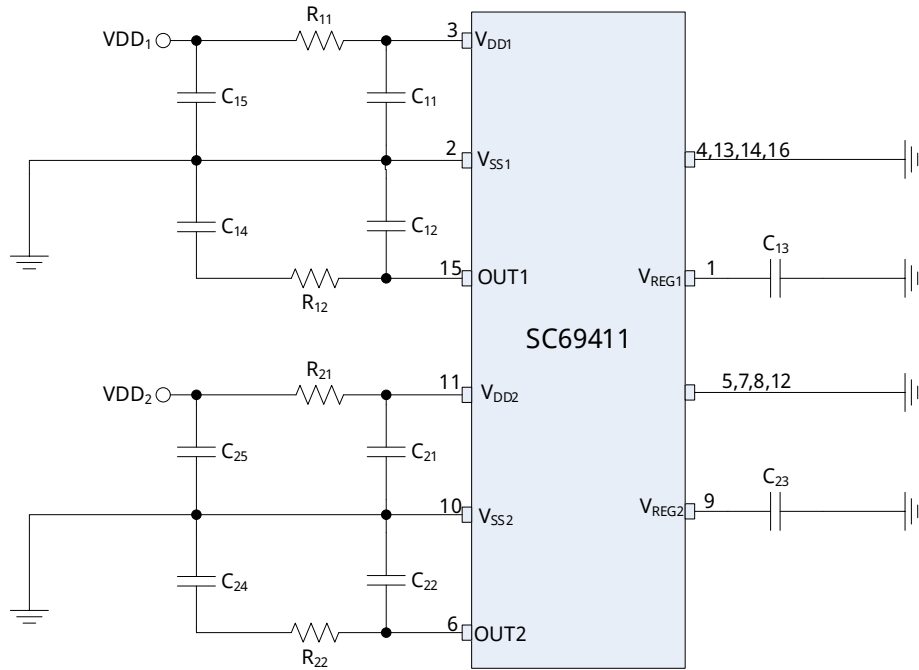 R11
VDD1
3
VDD1
C15
C11
2
VSS1
4,13,14,16
C14
C12
C13
15
OUT1
VREG1
1
R12
SC69411
R21
VDD2
11
VDD2
5,7,8,12
C25
C21
C23
10
VSS2
VREG2
9
C24
C22
6
OUT2
R22